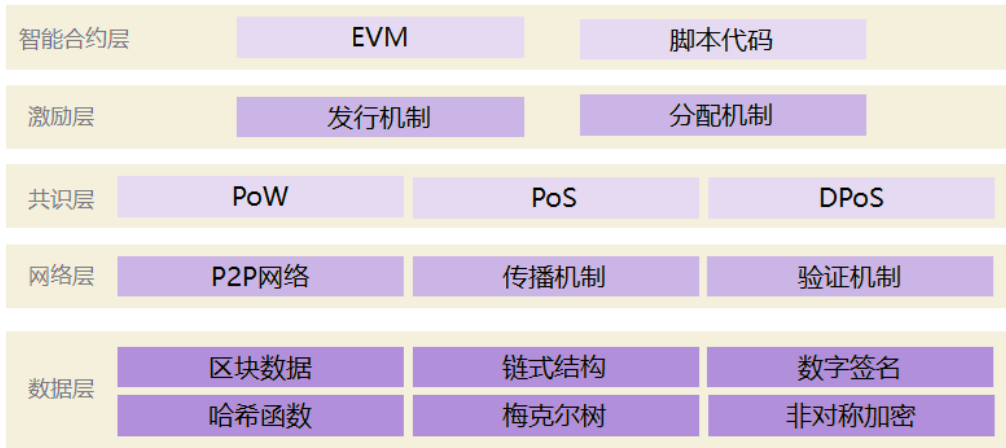 智能合约层 EVM 脚本代码
激励层 发行机制 分配机制
共识层 PoW PoS DPoS
网络层 P2P网络 传播机制 验证机制
数据层 区块数据 链式结构 数字签名
哈希函数 梅克尔树 非对称加密